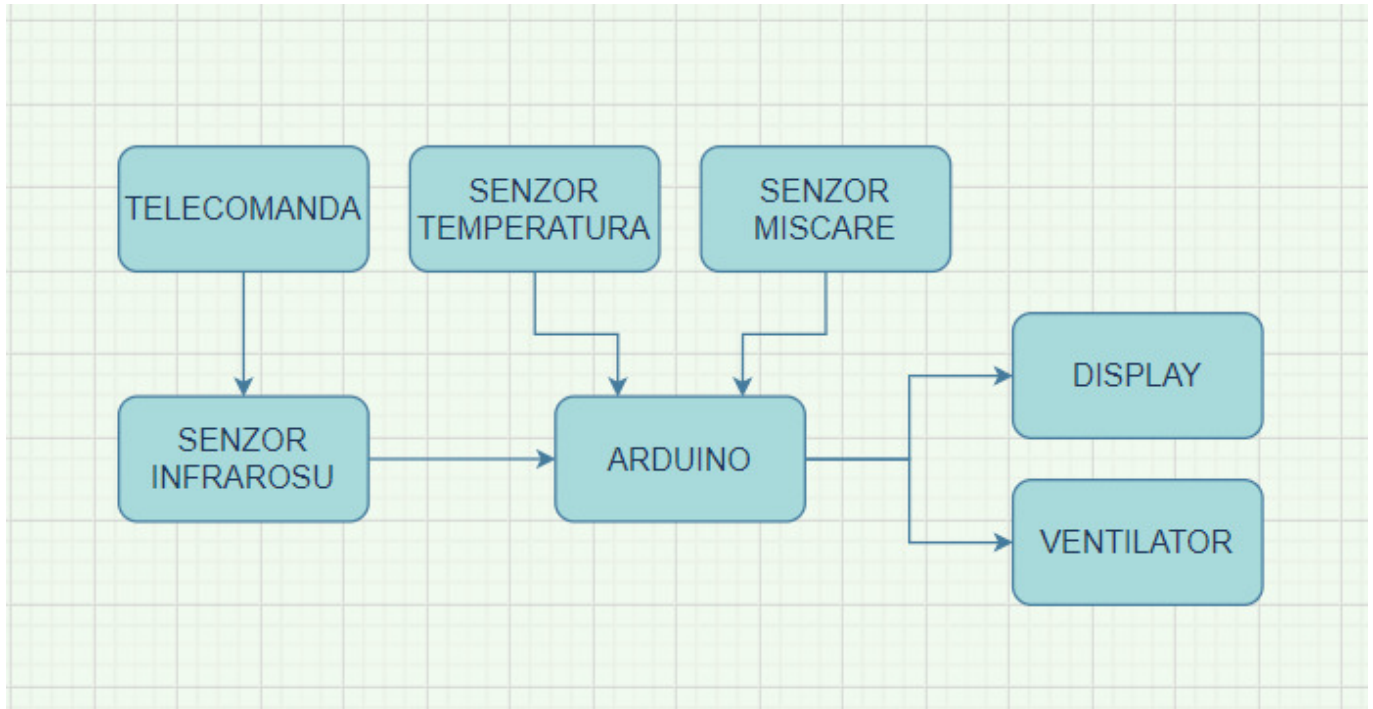 TELECOMANDA
SENZOR
TEMPERATURA
SENZOR
MISCARE
SENZOR
INFRAROSU
ARDUINO
DISPLAY
VENTILATOR